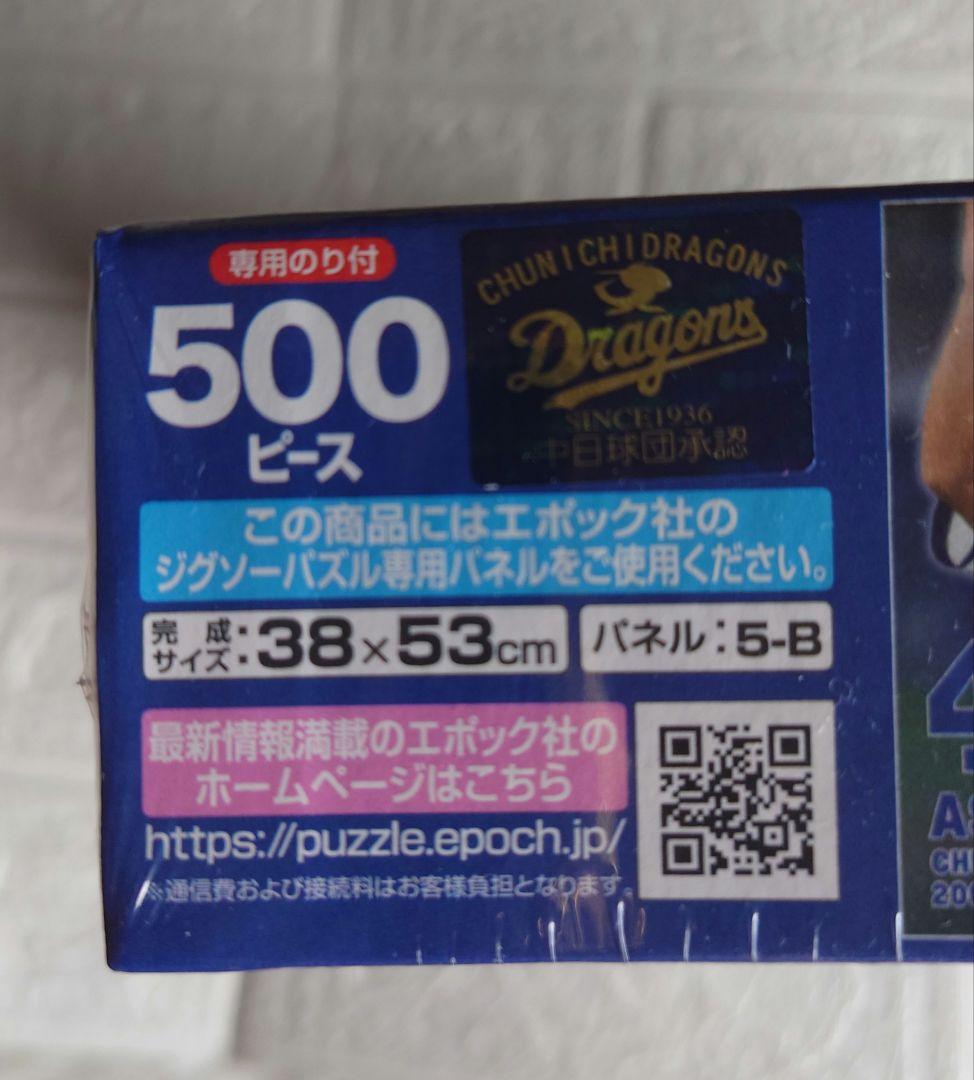 専用のり付
500
ピース
CHUNICHI DRAGONS
Dragons
SINCE1936
中日球団承認
この商品にはエポック社の
ジグソーパズル専用パネルをご使用ください。
完成サイズ:38×53cm
パネル:5-B
最新情報満載のエポック社の
ホームページはこちら
https://puzzle.epoch.jp/
※通信費および接続料はお客様負担となります。
4
A
CH
20